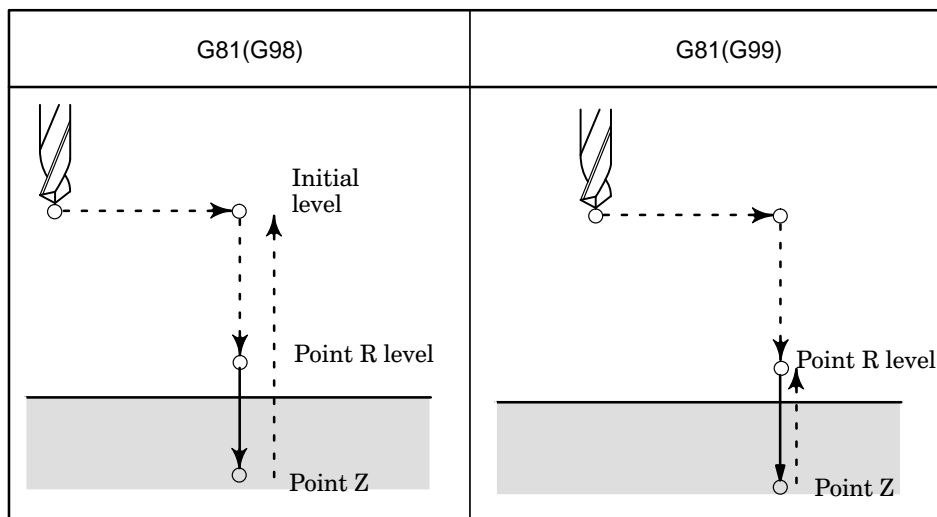 G81(G98)
G81(G99)
Initial
level
Point R level
Point Z
Point R level
Point Z